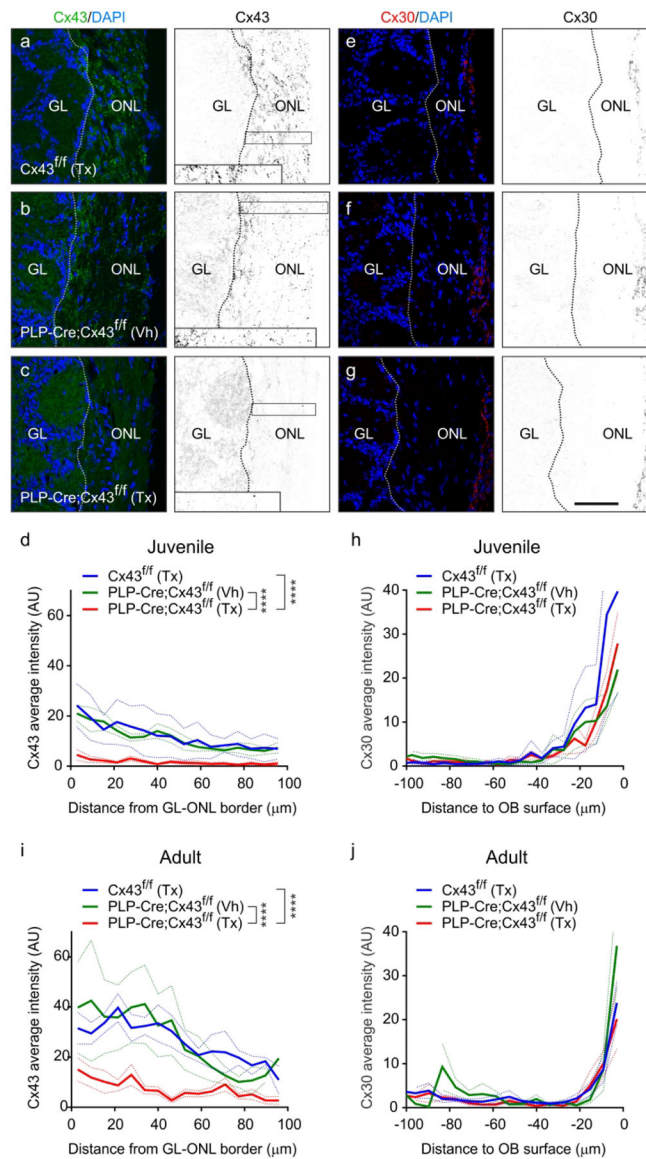 Cx43/DAPI Cx43 Cx30/DAPI Cx30
a e
GL ONL GL ONL GL ONL GL ONL
Cx43f/f (Tx)
b f
GL ONL GL ONL GL ONL GL ONL
PLP-Cre;Cx43f/f (Vh)
c g
GL ONL GL ONL GL ONL GL ONL
PLP-Cre;Cx43f/f (Tx)
d Juvenile
Cx43f/f (Tx)
PLP-Cre;Cx43f/f (Vh)
PLP-Cre;Cx43f/f (Tx)
**** ****
Cx43 average intensity (AU)
60
40
20
0
0 20 40 60 80 100
Distance from GL-ONL border (μm)
h Juvenile
Cx43f/f (Tx)
PLP-Cre;Cx43f/f (Vh)
PLP-Cre;Cx43f/f (Tx)
Cx30 average intensity (AU)
40
30
20
10
0
-100 -80 -60 -40 -20 0
Distance to OB surface (μm)
i Adult
Cx43f/f (Tx)
PLP-Cre;Cx43f/f (Vh)
PLP-Cre;Cx43f/f (Tx)
**** ****
Cx43 average intensity (AU)
60
40
20
0
0 20 40 60 80 100
Distance from GL-ONL border (μm)
j Adult
Cx43f/f (Tx)
PLP-Cre;Cx43f/f (Vh)
PLP-Cre;Cx43f/f (Tx)
Cx30 average intensity (AU)
40
30
20
10
0
-100 -80 -60 -40 -20 0
Distance to OB surface (μm)